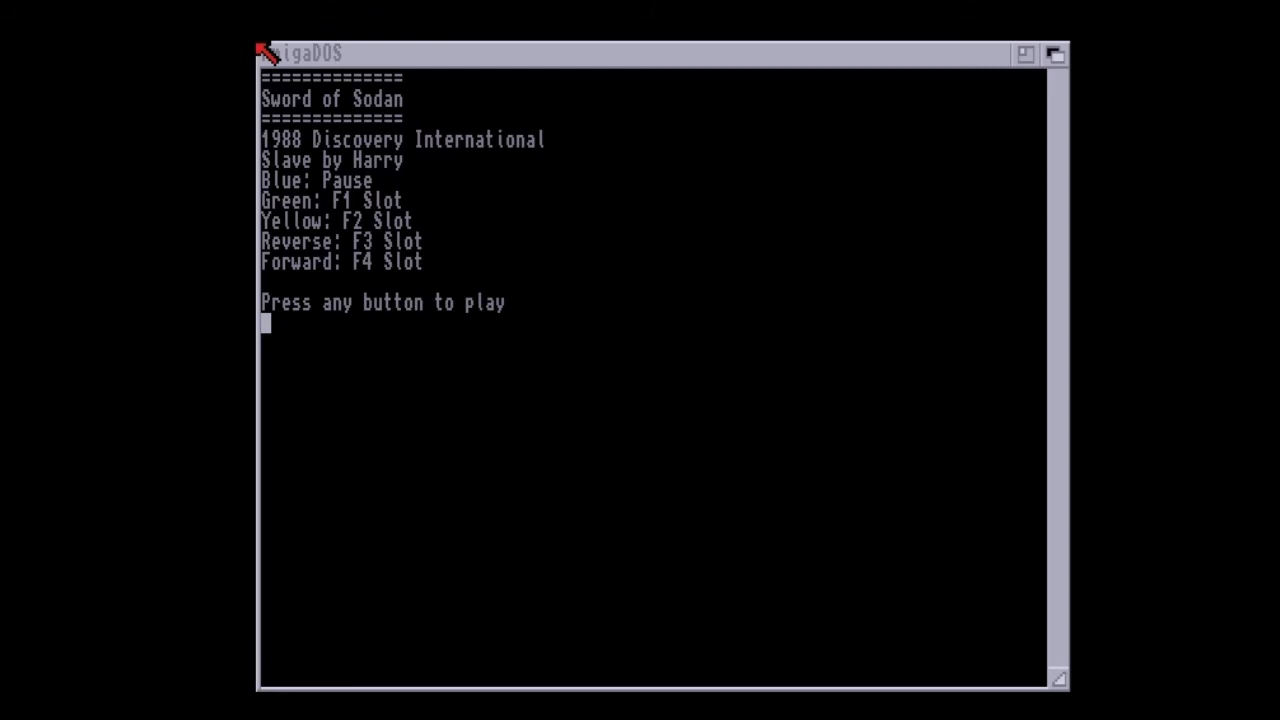 migaDOS
==============
Sword of Sodan
==============
1988 Discovery International
Slave by Harry
Blue: Pause
Green: F1 Slot
Yellow: F2 Slot
Reverse: F3 Slot
Forward: F4 Slot
Press any button to play